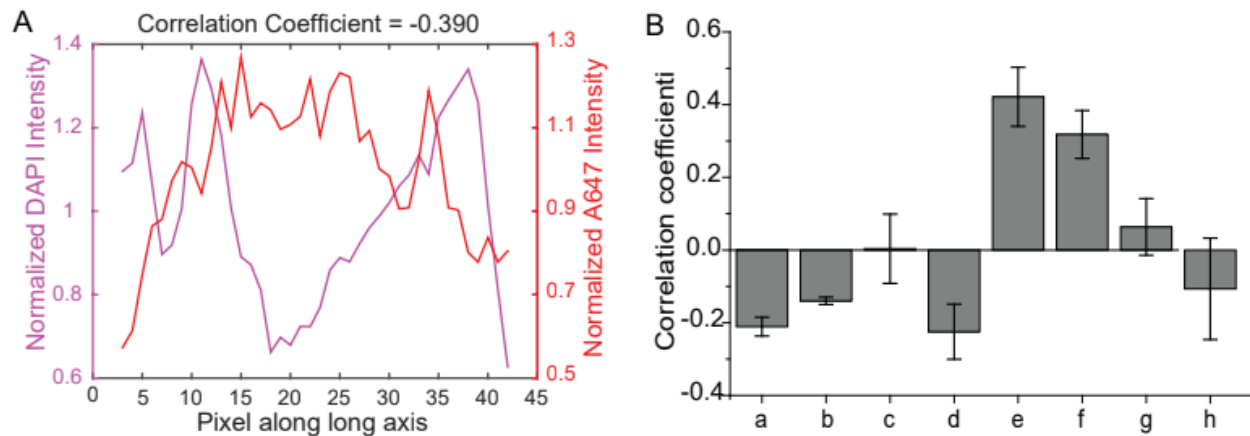 A
Correlation Coefficient = -0.390
Normalized DAPI Intensity
1.4
1.2
1
0.8
0.6
1.3
1.1
0.9
0.7
0.5
Normalized A647 Intensity
0 5 10 15 20 25 30 35 40 45
Pixel along long axis
B
Correlation coefficienti
0.6
0.4
0.2
0.0
-0.2
-0.4
a b c d e f g h